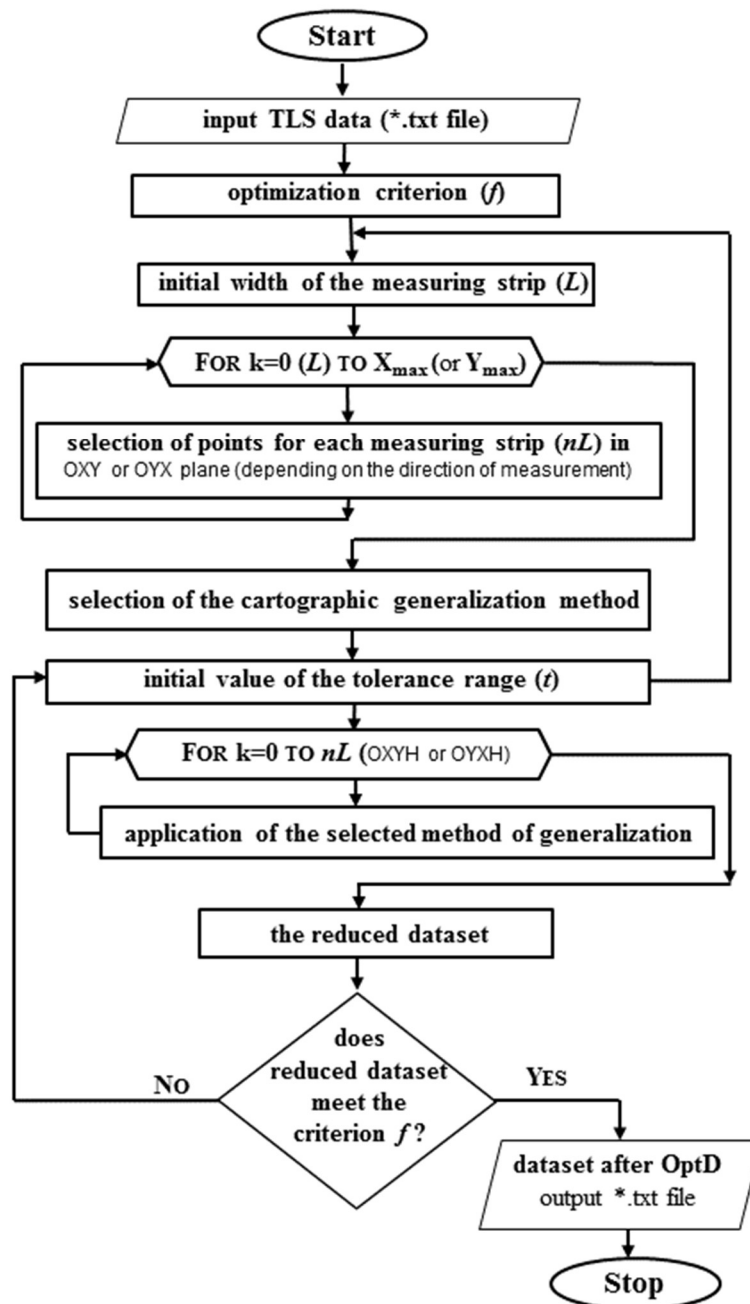 Start
input TLS data (*.txt file)
optimization criterion (f)
initial width of the measuring strip (L)
FOR k=0 (L) TO Xmax (or Ymax)
selection of points for each measuring strip (nL) in
OXY or OYX plane (depending on the direction of measurement)
selection of the cartographic generalization method
initial value of the tolerance range (t)
FOR k=0 TO nL (OXYH or OYXH)
application of the selected method of generalization
the reduced dataset
does
reduced dataset
meet the
criterion f ?
NO
YES
dataset after OptD
output *.txt file
Stop